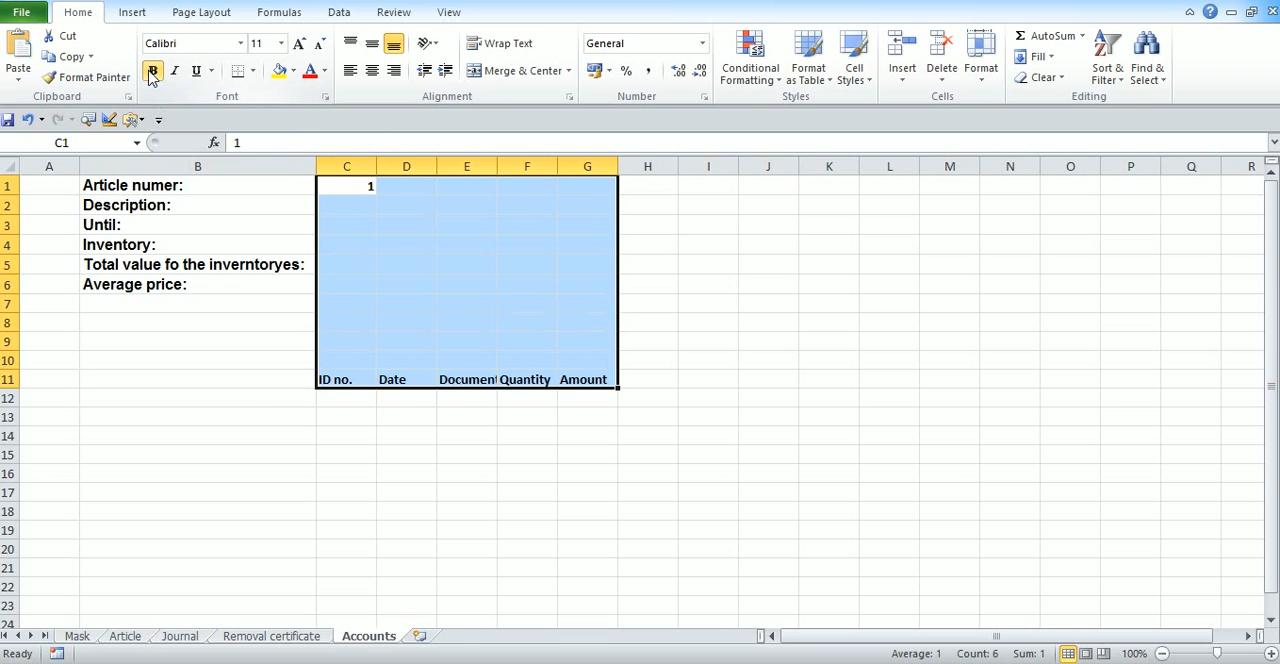 File Home Insert Page Layout Formulas Data Review View
Cut Calibri 11 Wrap Text General AutoSum
Paste Copy Conditional Format Cell Insert Delete Format Fill Sort & Find &
Format Painter B I U A Merge & Center % , Formatting as Table Styles Clear Filter Select
Clipboard Font Alignment Number Styles Cells Editing
C1 fx 1
A B C D E F G H I J K L M N O P Q R
1 Article numer: 1
2 Description:
3 Until:
4 Inventory:
5 Total value fo the inverntoryes:
6 Average price:
7
8
9
10
11 ID no. Date Document Quantity Amount
12
13
14
15
16
17
18
19
20
21
22
23
24
Mask Article Journal Removal certificate Accounts
Ready Average: 1 Count: 6 Sum: 1 100%